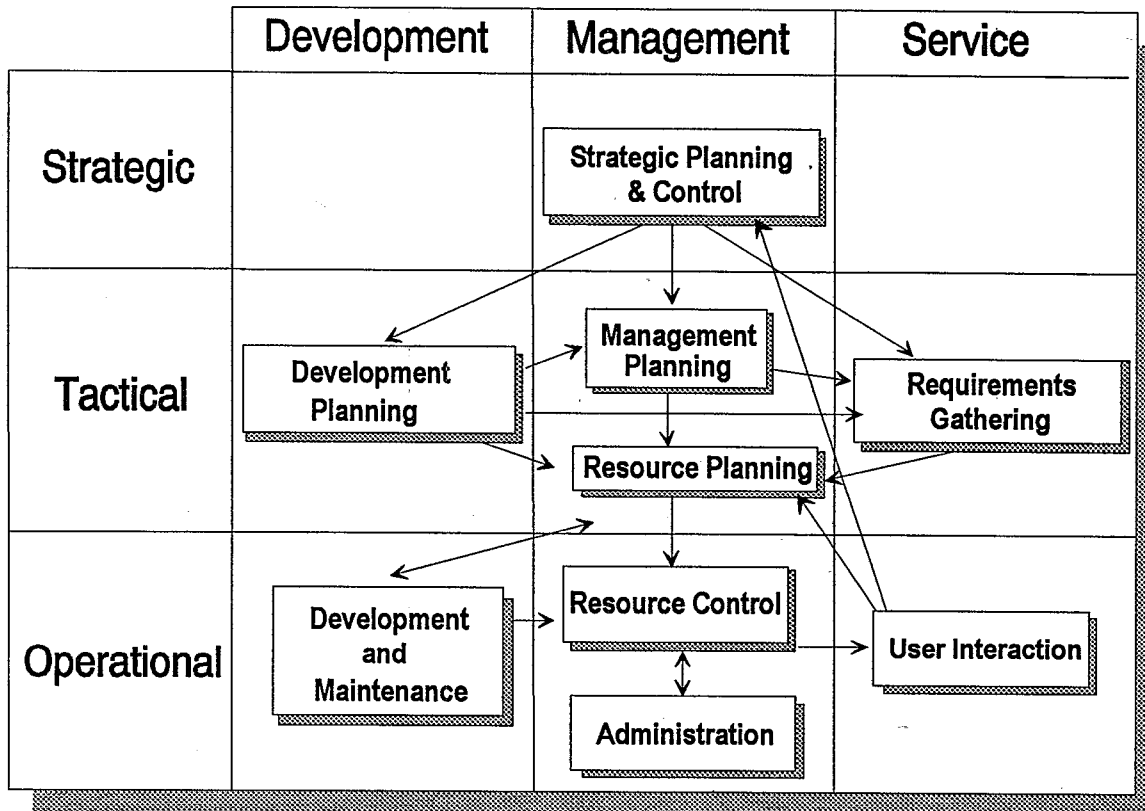 Development
Management
Service
Strategic
Strategic Planning
& Control
Tactical
Development
Planning
Management
Planning
Requirements
Gathering
Resource Planning
Operational
Development
and
Maintenance
Resource Control
User Interaction
Administration